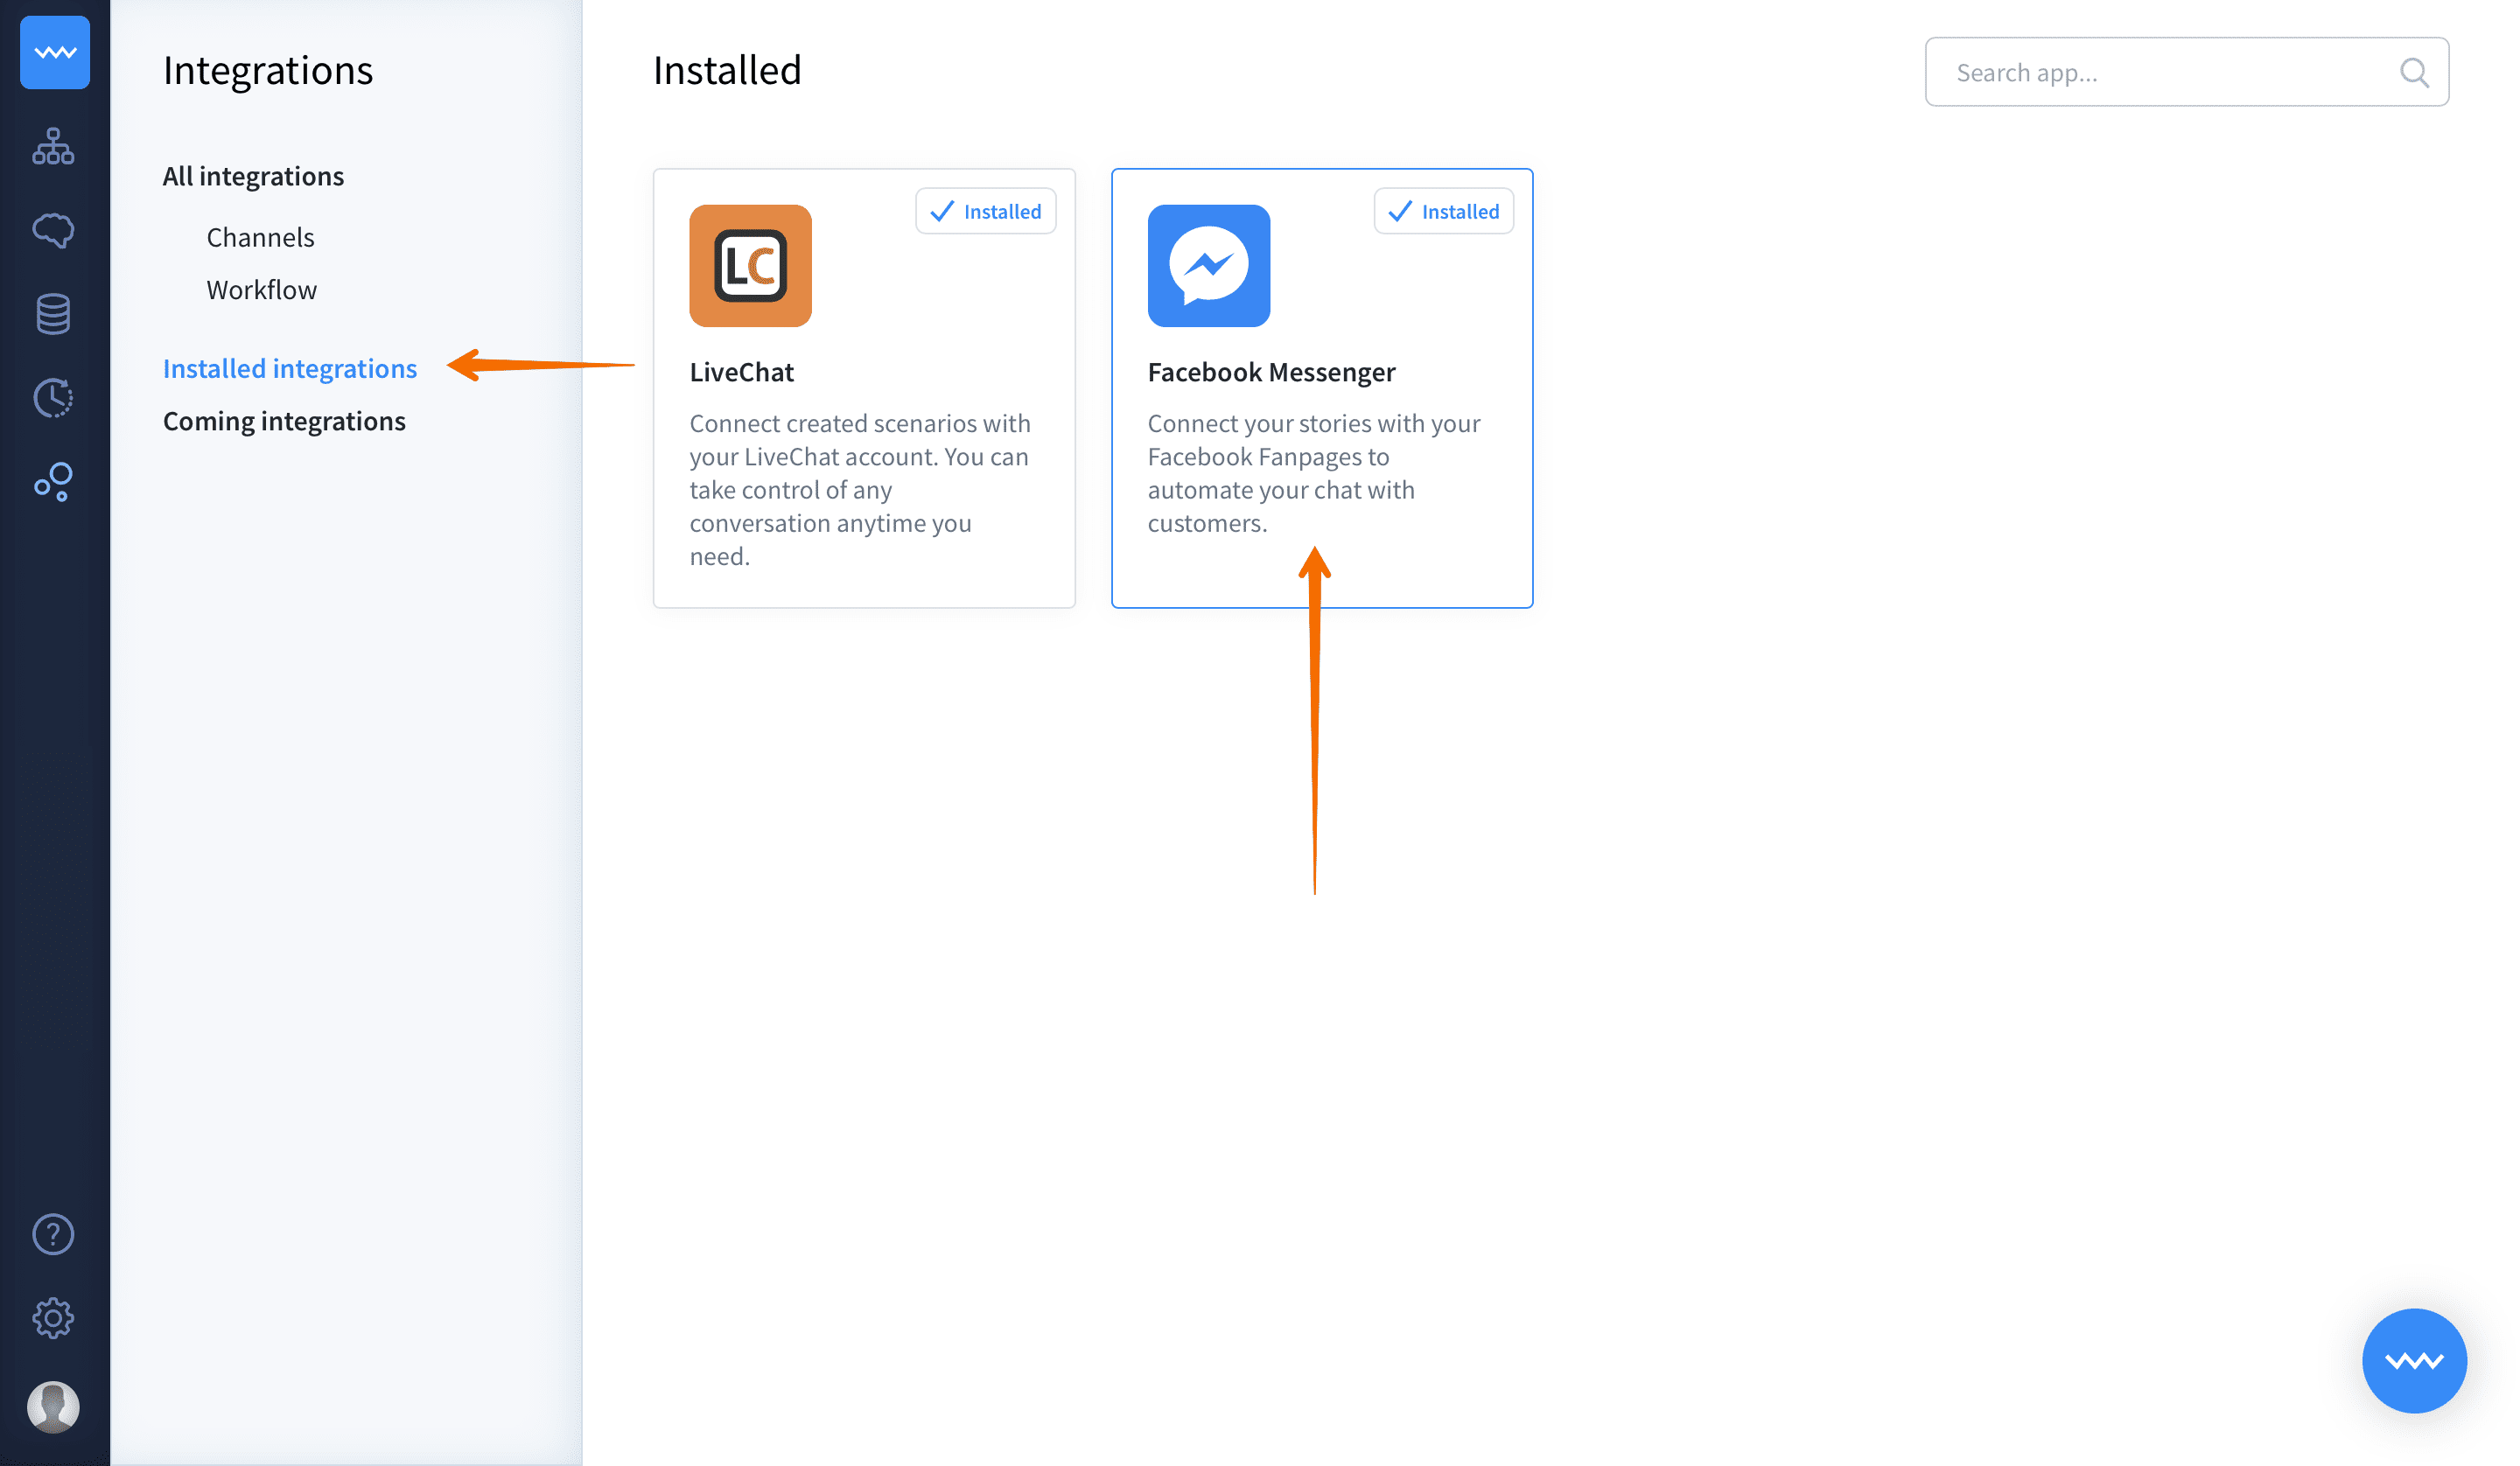 Integrations
All integrations
Channels
Workflow
Installed integrations
Coming integrations
?
Installed
Search app...
Installed
LC
LiveChat
Connect created scenarios with
your LiveChat account. You can
take control of any
conversation anytime you
need.
Installed
Facebook Messenger
Connect your stories with your
Facebook Fanpages to
automate your chat with
customers.